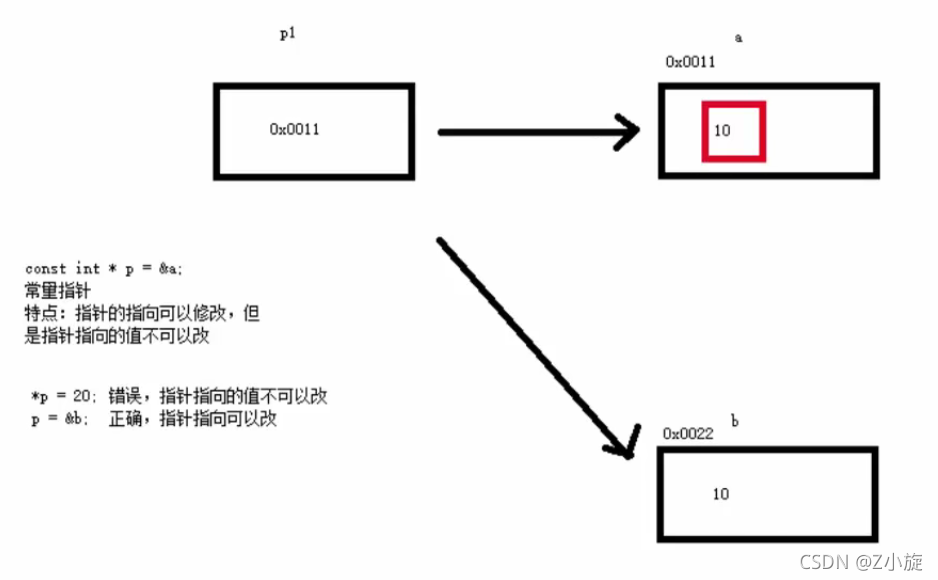 p1
a
0x0011
0x0011
10
const int * p = &a;
常量指针
特点：指针的指向可以修改，但
是指针指向的值不可以改
*p = 20; 错误，指针指向的值不可以改
p = &b; 正确，指针指向可以改
b
0x0022
10
CSDN @Z小旋